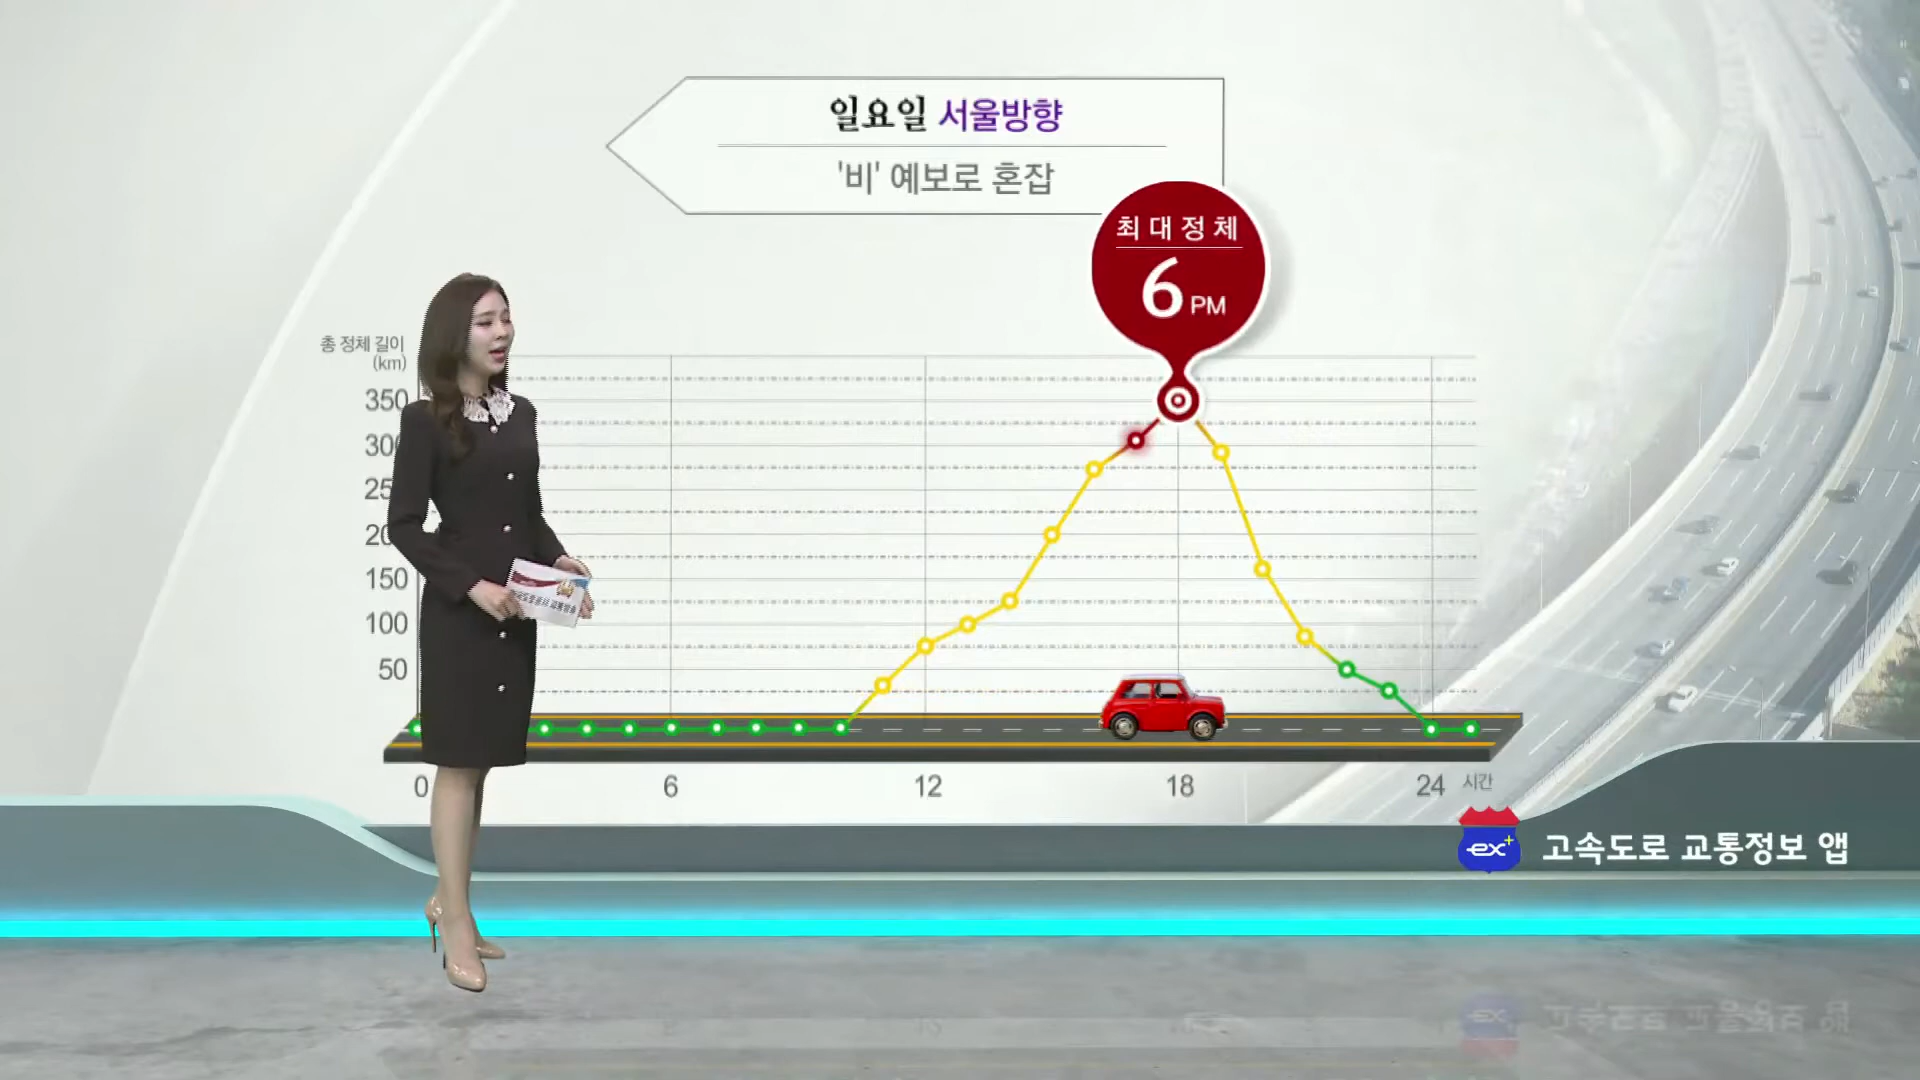 일요일 서울방향
'비' 예보로 혼잡
최대정체
6 PM
총 정체 길이
(km)
350
150
100
50
0 6 12 18 24 시간
ex+ 고속도로 교통정보 앱